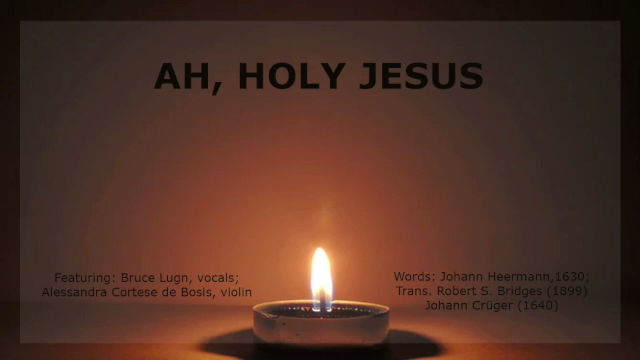 AH, HOLY JESUS
Featuring: Bruce Lugn, vocals;
Alessandra Cortese de Bosis, violin
Words: Johann Heermann,1630;
Trans. Robert S. Bridges (1899)
Johann Crüger (1640)